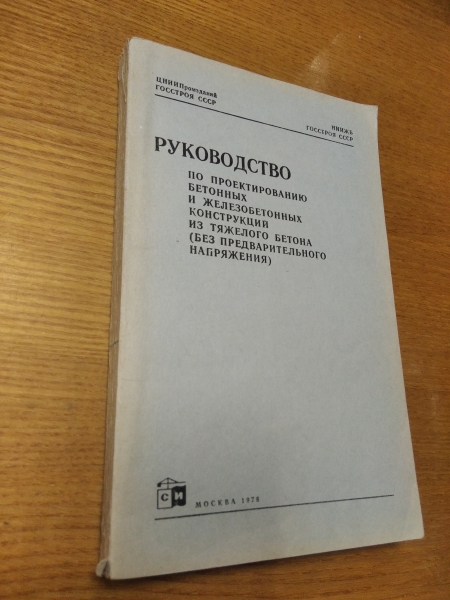 ЦНИИПромзданий
ГОССТРОЯ СССР
НИИЖБ
ГОССТРОЯ СССР
РУКОВОДСТВО
ПО ПРОЕКТИРОВАНИЮ
БЕТОННЫХ
И ЖЕЛЕЗОБЕТОННЫХ
КОНСТРУКЦИЙ
ИЗ ТЯЖЕЛОГО БЕТОНА
(БЕЗ ПРЕДВАРИТЕЛЬНОГО
НАПРЯЖЕНИЯ)
СИ
МОСКВА 1978